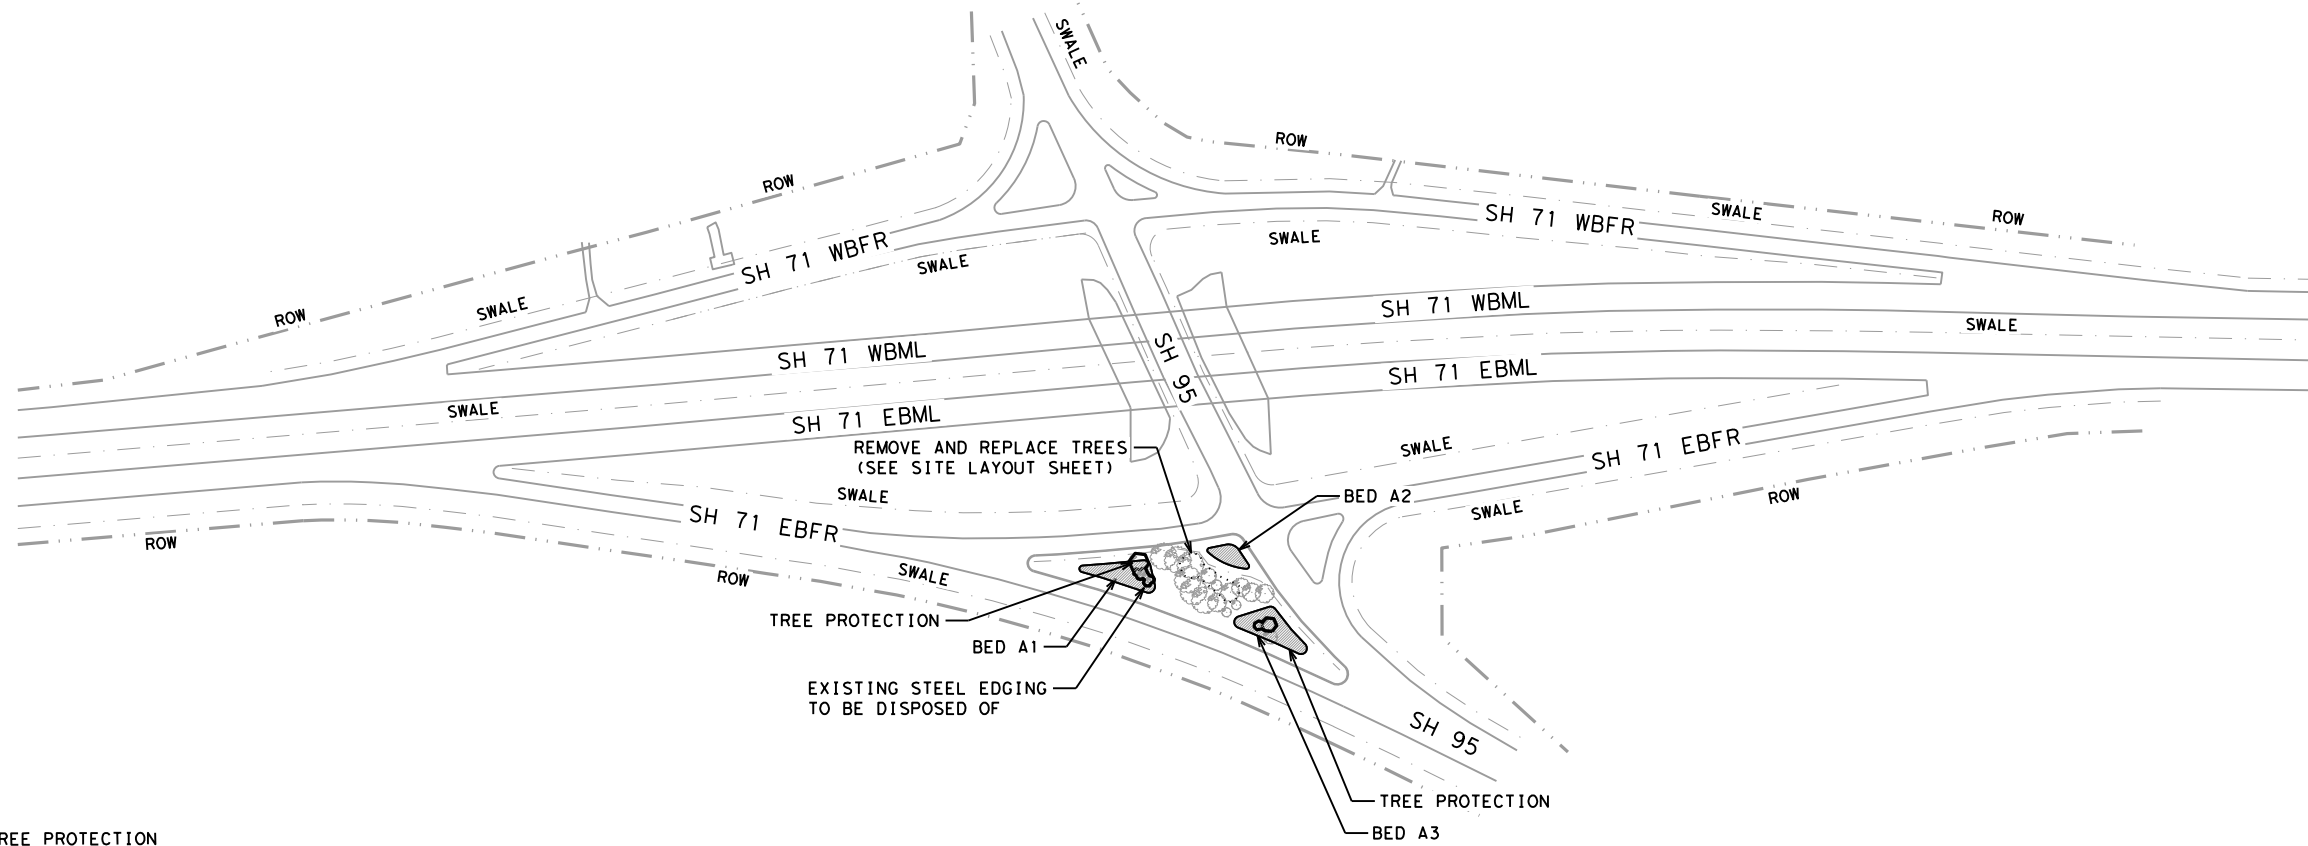 SWALE
ROW
ROW
SH 71 WBFR
SWALE
ROW
ROW
SH 71 WBFR
SWALE
SWALE
SWALE
ROW
SH 71 WBML
SWALE
SH 71 WBML
SH 95
SH 71 EBML
SWALE
SH 71 EBML
REMOVE AND REPLACE TREES
(SEE SITE LAYOUT SHEET)
SWALE
SH 71 EBFR
SWALE
BED A2
ROW
SWALE
SH 71 EBFR
ROW
SWALE
ROW
TREE PROTECTION
BED A1
EXISTING STEEL EDGING
TO BE DISPOSED OF
SH 95
TREE PROTECTION
BED A3
REE PROTECTION